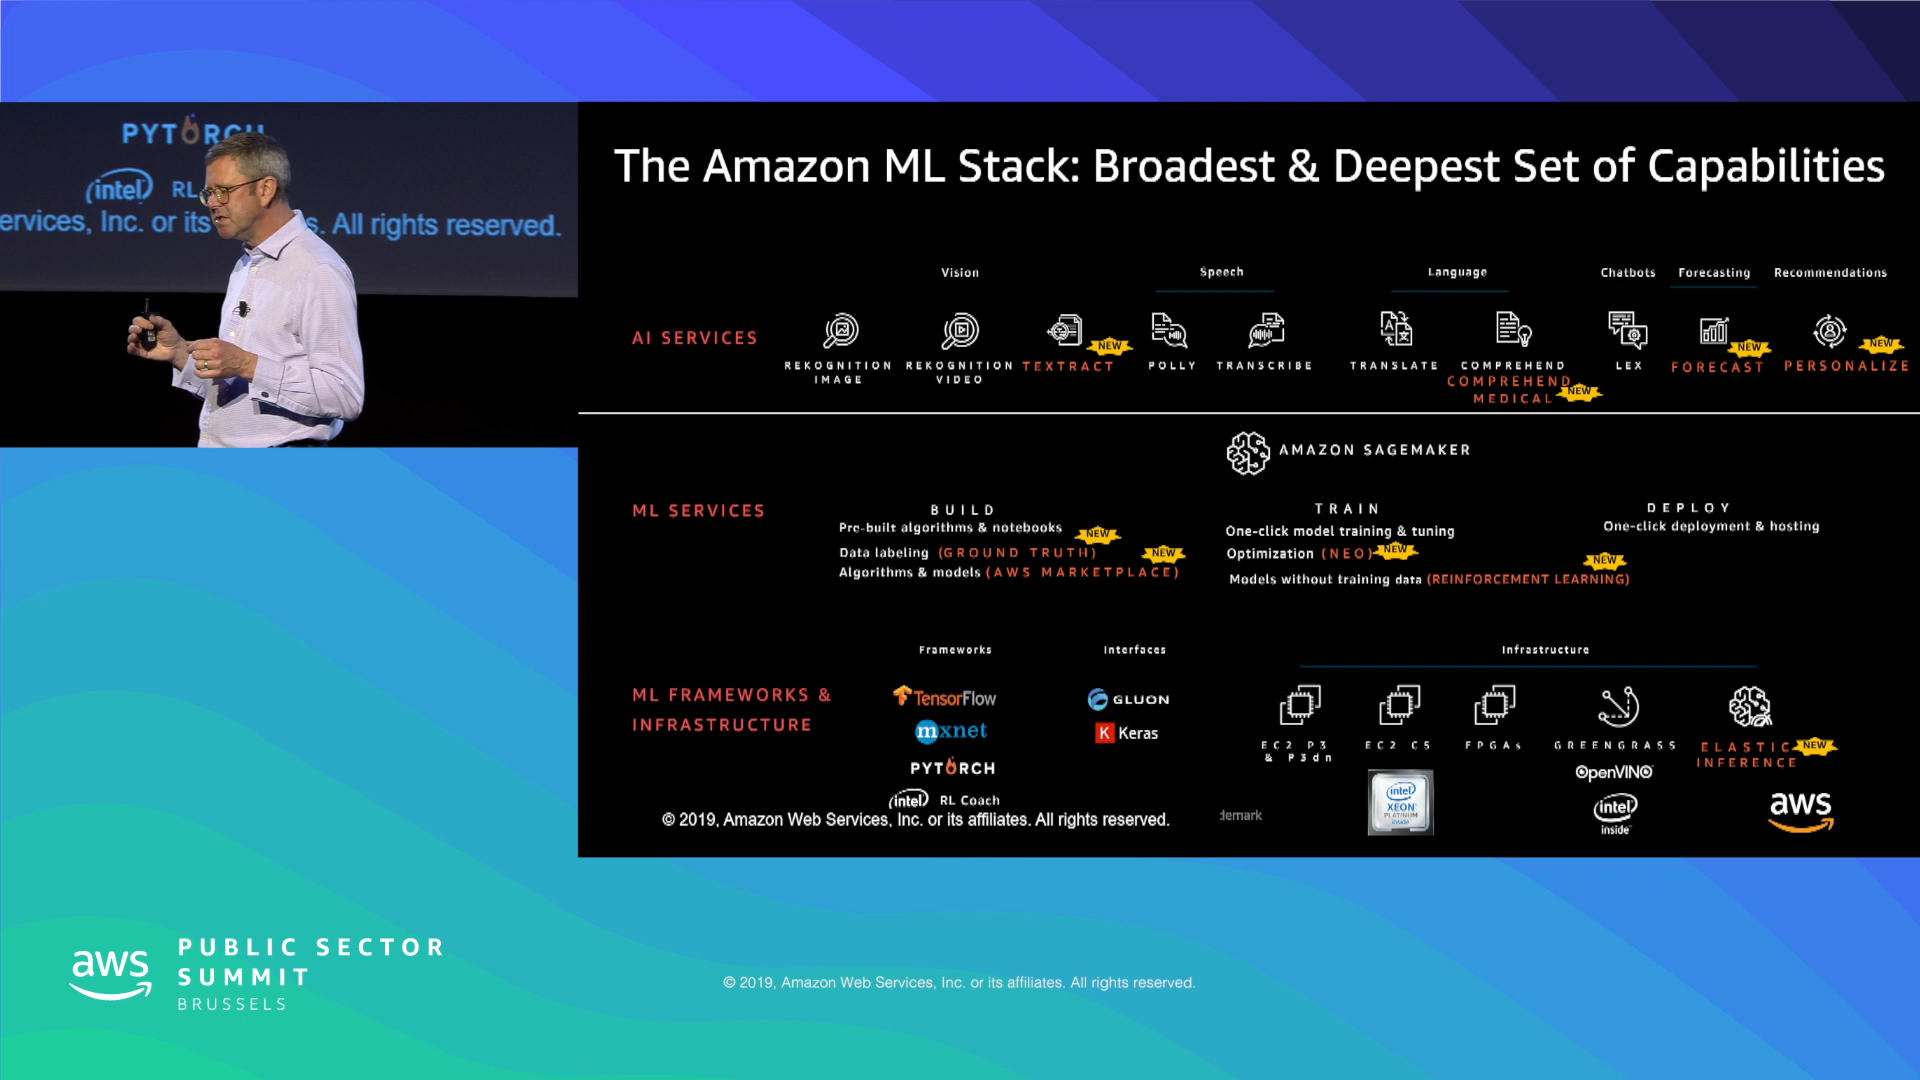 PYTORCH
intel RL
ervices, Inc. or its s. All rights reserved.
The Amazon ML Stack: Broadest & Deepest Set of Capabilities
Vision
Speech
Language
Chatbots
Forecasting
Recommendations
AI SERVICES
REKOGNITION
IMAGE
REKOGNITION
VIDEO
TEXTRACT
NEW
POLLY
TRANSCRIBE
TRANSLATE
COMPREHEND
COMPREHEND
MEDICAL
NEW
LEX
FORECAST
NEW
PERSONALIZE
NEW
AMAZON SAGEMAKER
ML SERVICES
BUILD
Pre-built algorithms & notebooks
NEW
Data labeling (GROUND TRUTH)
NEW
Algorithms & models (AWS MARKETPLACE)
TRAIN
One-click model training & tuning
Optimization (NEO) NEW
NEW
Models without training data (REINFORCEMENT LEARNING)
DEPLOY
One-click deployment & hosting
ML FRAMEWORKS &
INFRASTRUCTURE
Frameworks
TensorFlow
mxnet
PYTORCH
intel RL Coach
Interfaces
GLUON
K Keras
Infrastructure
EC2 P3
& P3dn
EC2 C5
FPGAs
GREENGRASS
ELASTIC
INFERENCE
NEW
OpenVINO
intel
XEON
PLATINUM
inside
intel
inside
aws
© 2019, Amazon Web Services, Inc. or its affiliates. All rights reserved.
demark
aws
PUBLIC SECTOR
SUMMIT
BRUSSELS
© 2019, Amazon Web Services, Inc. or its affiliates. All rights reserved.